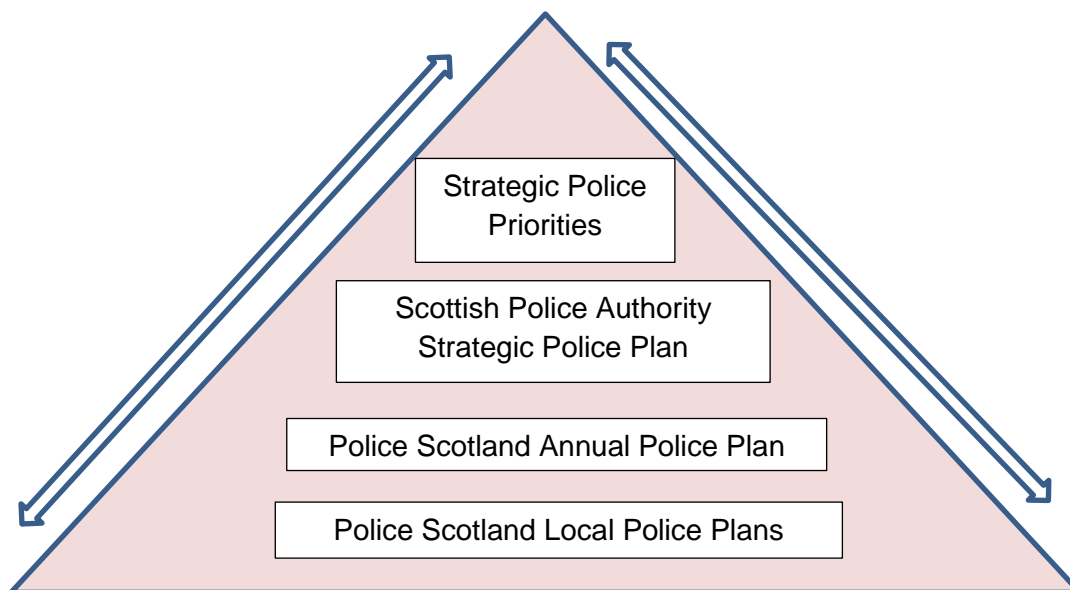 Strategic Police
Priorities
Scottish Police Authority
Strategic Police Plan
Police Scotland Annual Police Plan
Police Scotland Local Police Plans